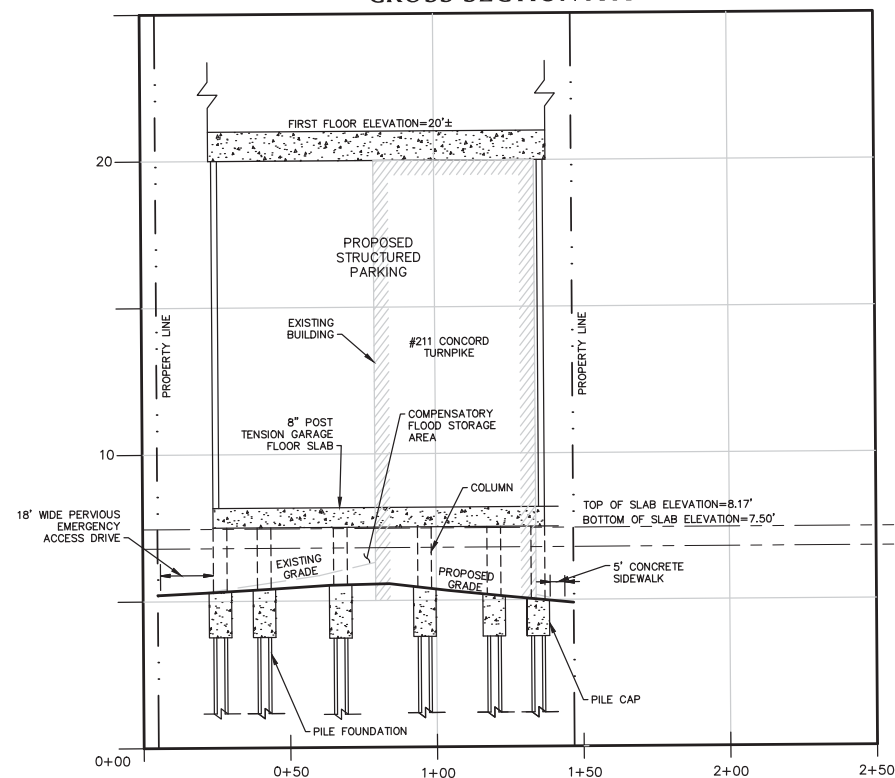 FIRST FLOOR ELEVATION=20'±
20
PROPOSED
STRUCTURED
PARKING
PROPERTY LINE
PROPERTY LINE
EXISTING
BUILDING
#211 CONCORD
TURNPIKE
8" POST
TENSION GARAGE
FLOOR SLAB
COMPENSATORY
FLOOD STORAGE
AREA
10
COLUMN
18' WIDE PERVIOUS
EMERGENCY
ACCESS DRIVE
TOP OF SLAB ELEVATION=8.17'
BOTTOM OF SLAB ELEVATION=7.50'
EXISTING
GRADE
PROPOSED
GRADE
5' CONCRETE
SIDEWALK
PILE CAP
PILE FOUNDATION
0+00
0+50
1+00
1+50
2+00
2+50